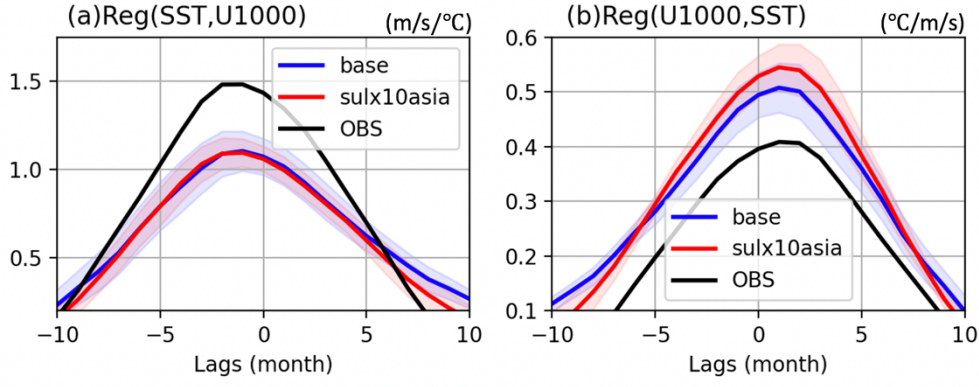 (a)Reg(SST,U1000)
(m/s/℃)
1.5
1.0
0.5
base
sulx10asia
OBS
−10
−5
0
5
10
Lags (month)
(b)Reg(U1000,SST)
(℃/m/s)
0.6
0.5
0.4
0.3
0.2
0.1
base
sulx10asia
OBS
−10
−5
0
5
10
Lags (month)